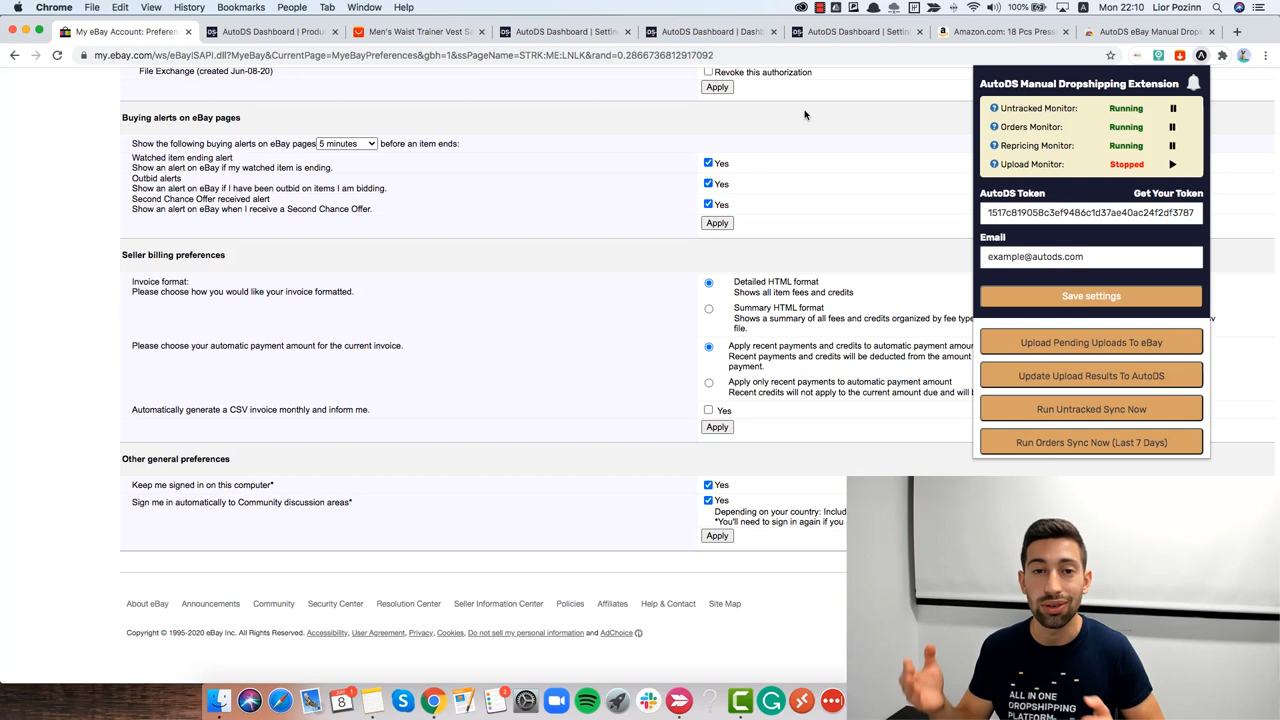 Chrome File Edit View History Bookmarks People Tab Window Help
100% A Mon 22:10 Lior Pozinn
My eBay Account: Preferen
AutoDS Dashboard | Produ
Men's Waist Trainer Vest Sa
AutoDS Dashboard | Settin
AutoDS Dashboard | Dashb
AutoDS Dashboard | Settin
Amazon.com: 18 Pcs Press
AutoDS eBay Manual Drops
my.ebay.com/ws/eBayISAPI.dll?MyeBay&CurrentPage=MyeBayPreferences&gbh=1&ssPageName=STRK:ME:LNLK&rand=0.2866736812917092
File Exchange (created Jun-08-20)
Revoke this authorization
Apply
Buying alerts on eBay pages
Show the following buying alerts on eBay pages 5 minutes before an item ends:
Watched item ending alert
Show an alert on eBay if my watched item is ending.
Yes
Outbid alerts
Show an alert on eBay if I have been outbid on items I am bidding.
Yes
Second Chance Offer received alert
Show an alert on eBay when I receive a Second Chance Offer.
Yes
Apply
Seller billing preferences
Invoice format:
Please choose how you would like your invoice formatted.
Detailed HTML format
Shows all item fees and credits
Summary HTML format
Shows a summary of all fees and credits organized by fee type
file.
Please choose your automatic payment amount for the current invoice.
Apply recent payments and credits to automatic payment amo
Recent payments and credits will be deducted from the amount
payment.
Apply only recent payments to automatic payment amount
Recent credits will not apply to the current amount due and will b
Automatically generate a CSV invoice monthly and inform me.
Yes
Apply
Other general preferences
Keep me signed in on this computer*
Yes
Sign me in automatically to Community discussion areas*
Yes
Depending on your country: Includ
*You'll need to sign in again if you
Apply
About eBay Announcements Community Security Center Resolution Center Seller Information Center Policies Affiliates Help & Contact Site Map
Copyright © 1995-2020 eBay Inc. All Rights Reserved. Accessibility, User Agreement, Privacy, Cookies, Do not sell my personal information and AdChoice
AutoDS Manual Dropshipping Extension
Untracked Monitor: Running
Orders Monitor: Running
Repricing Monitor: Running
Upload Monitor: Stopped
AutoDS Token Get Your Token
1517c819058c3ef9486c1d37ae40ac24f2df3787
Email
example@autods.com
Save settings
Upload Pending Uploads To eBay
Update Upload Results To AutoDS
Run Untracked Sync Now
Run Orders Sync Now (Last 7 Days)
ALL IN ONE
DROPSHIPPING
PLATFORM
JUN
8
1
2